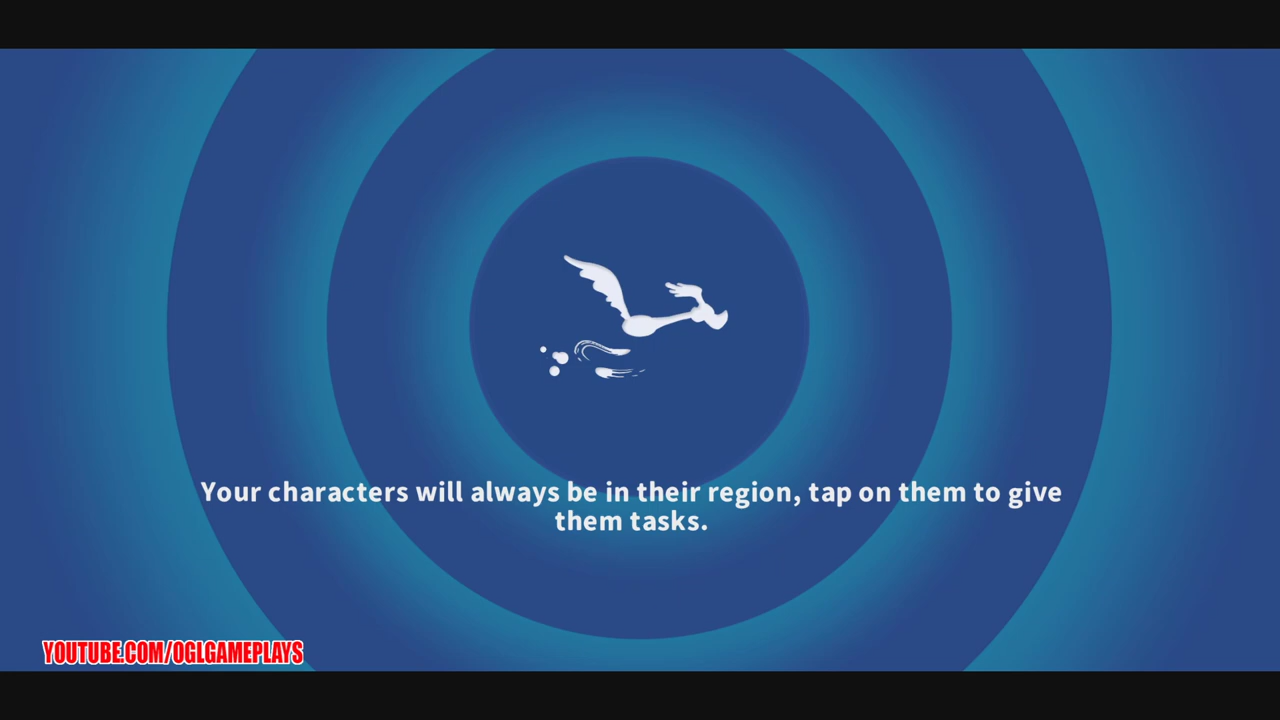 Your characters will always be in their region, tap on them to give
them tasks.
YOUTUBE.COM/OGLGAMEPLAYS